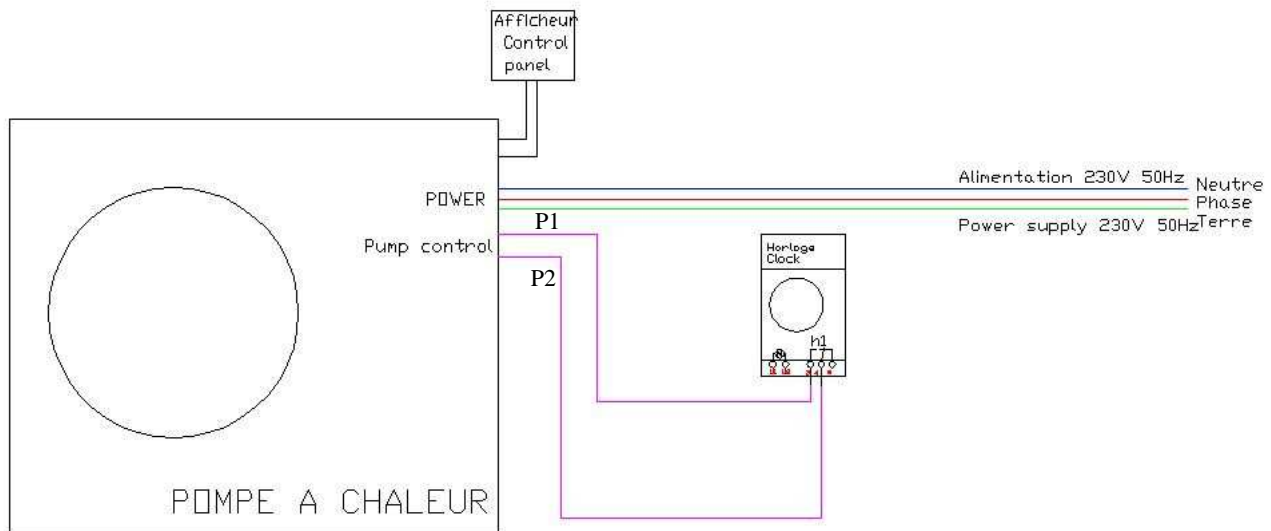 Afficheur
Control
panel
Alimentation 230V 50Hz
Neutre
POWER
Phase
P1
Power supply 230V 50Hz
Terre
Pump control
Horloge
Clock
P2
h1
POMPE A CHALEUR